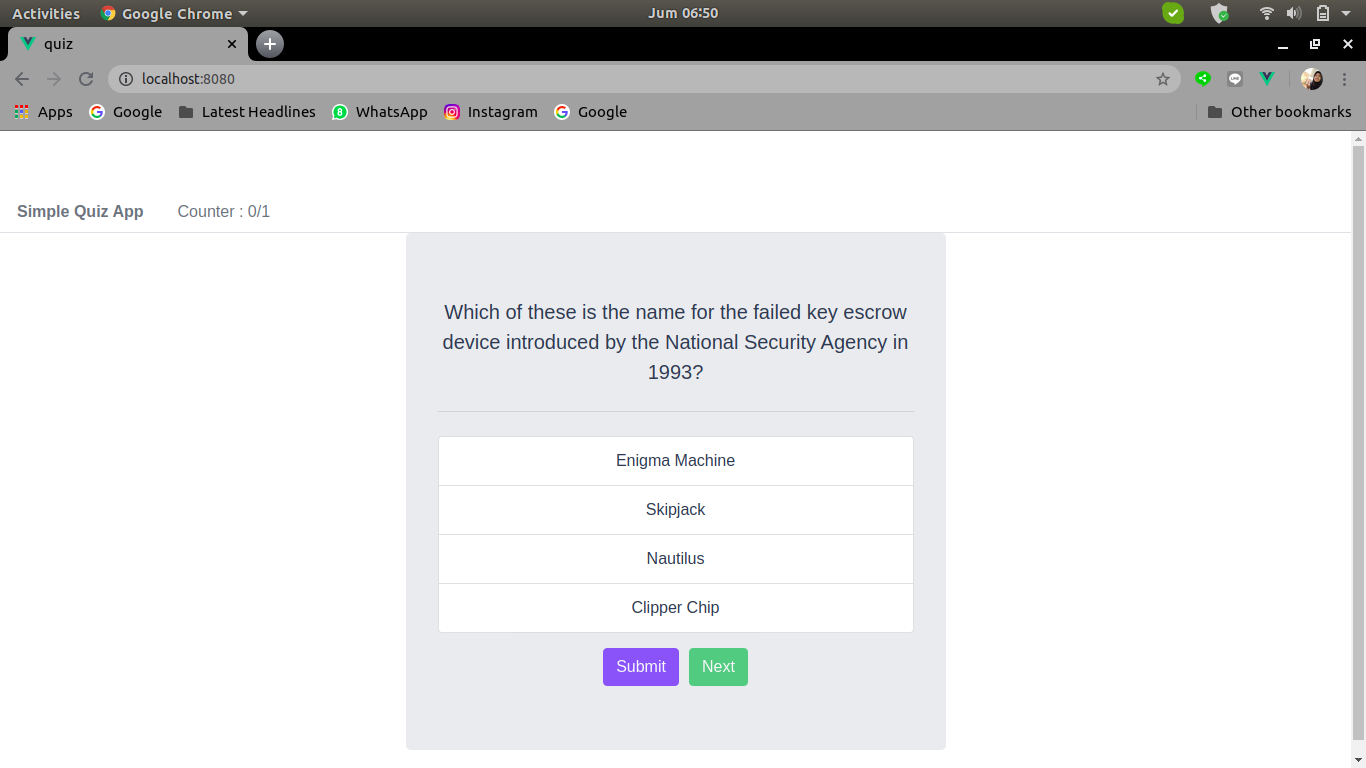 Activities Google Chrome Jum 06:50
quiz
localhost:8080
Apps Google Latest Headlines 8 WhatsApp Instagram Google Other bookmarks
Simple Quiz App Counter : 0/1
Which of these is the name for the failed key escrow
device introduced by the National Security Agency in
1993?
Enigma Machine
Skipjack
Nautilus
Clipper Chip
Submit Next